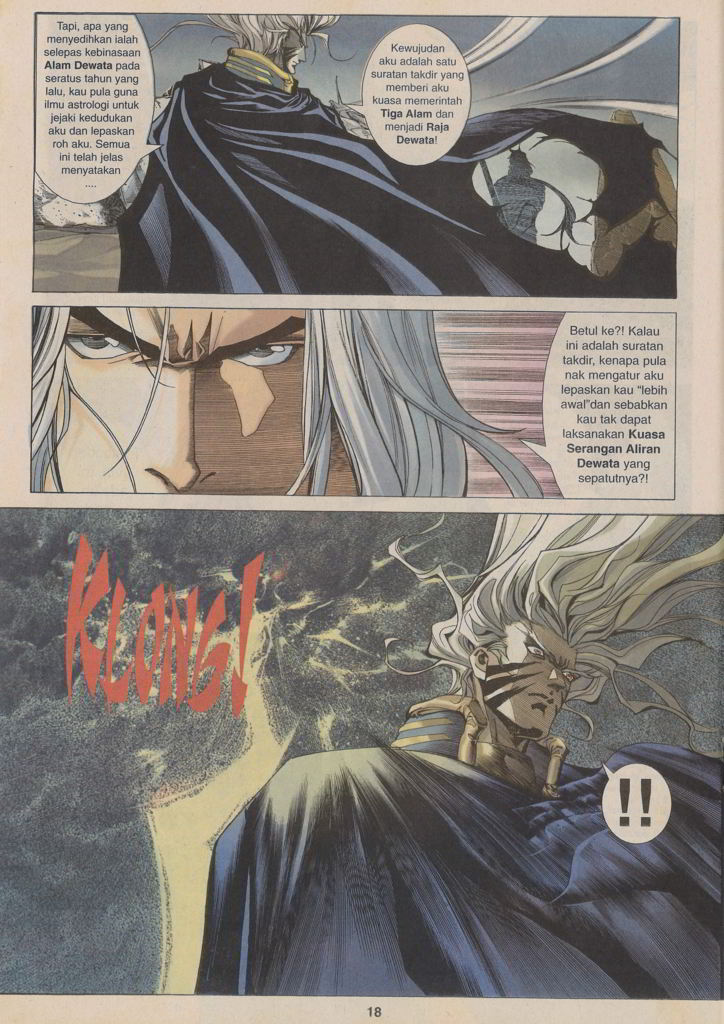 Tapi, apa yang
menyedihkan ialah
selepas kebinasaan
Alam Dewata pada
seratus tahun yang
lalu, kau pula guna
ilmu astrologi untuk
jejaki kedudukan
aku dan lepaskan
roh aku. Semua
ini telah jelas
menyatakan
....
Kewujudan
aku adalah satu
suratan takdir yang
memberi aku
kuasa memerintah
Tiga Alam dan
menjadi Raja
Dewata!
Betul ke?! Kalau
ini adalah suratan
takdir, kenapa pula
nak mengatur aku
lepaskan kau "lebih
awal"dan sebabkan
kau tak dapat
laksanakan Kuasa
Serangan Aliran
Dewata yang
sepatutnya?!
KLONG!
!!
18